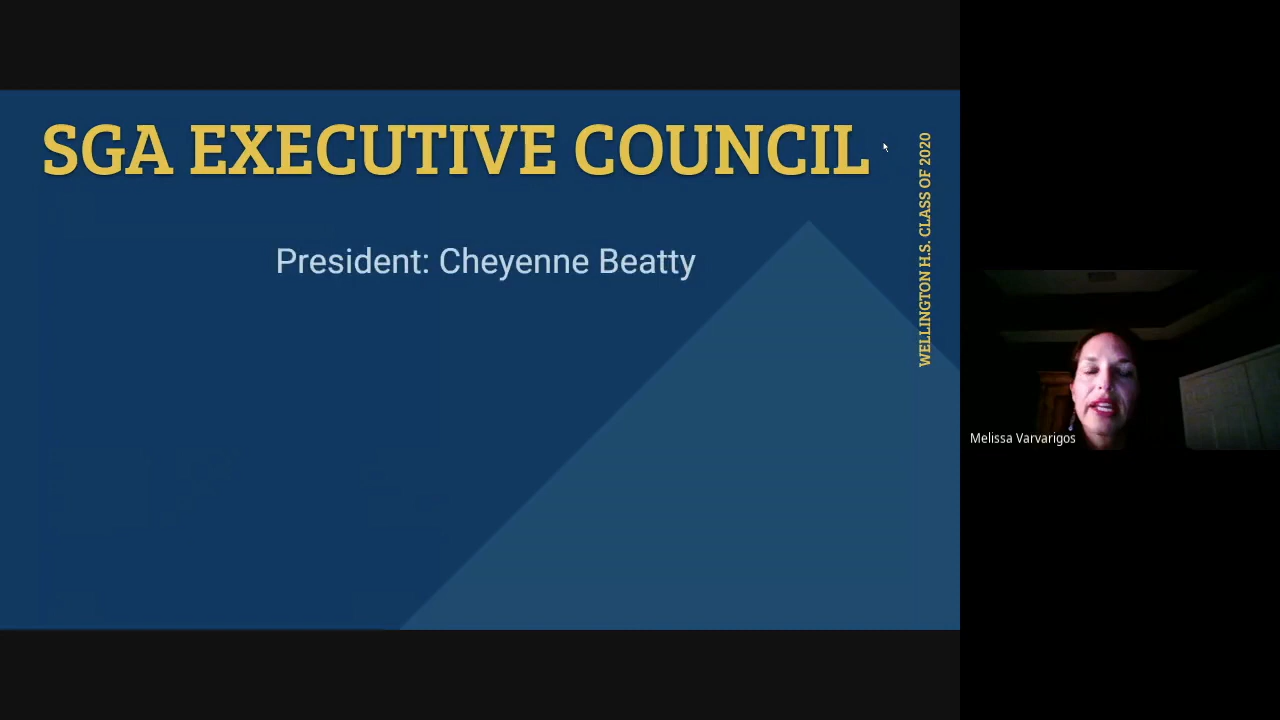 SGA EXECUTIVE COUNCIL
President: Cheyenne Beatty
WELLINGTON H.S. CLASS OF 2020
Melissa Varvarigos